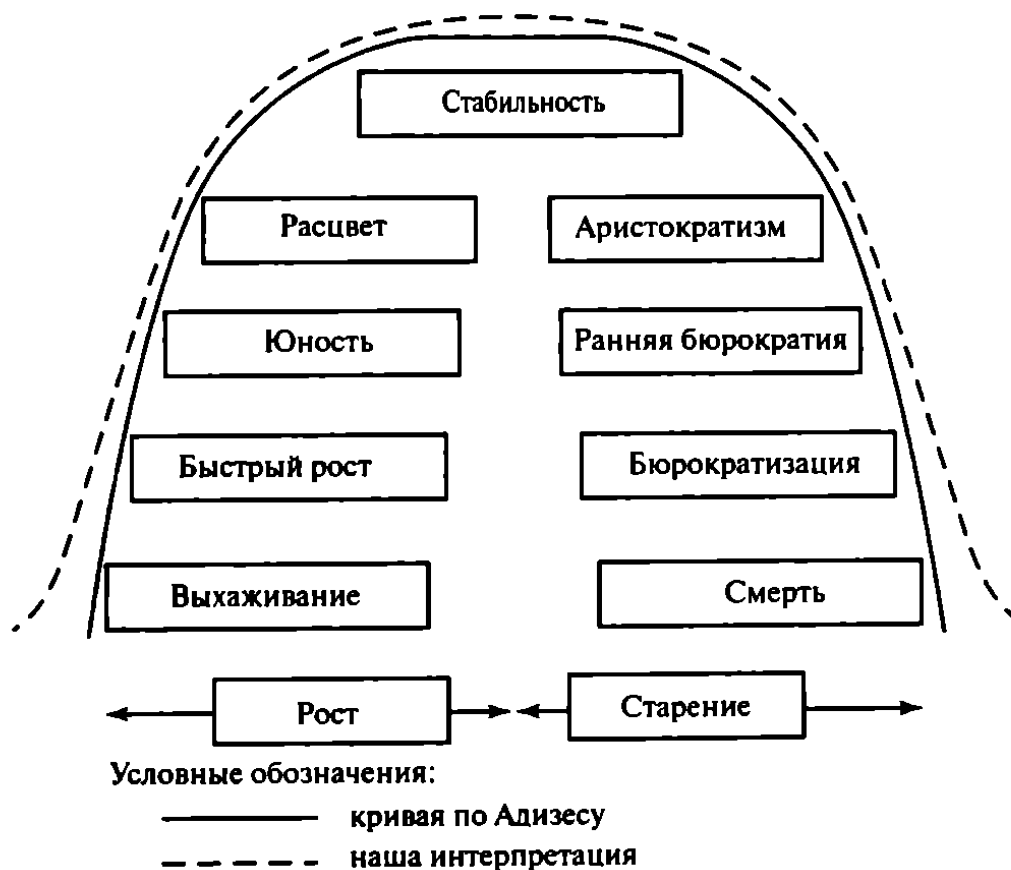 Стабильность
Расцвет
Аристократизм
Юность
Ранняя бюрократия
Быстрый рост
Бюрократизация
Выхаживание
Смерть
Рост
Старение
Условные обозначения:
кривая по Адизесу
наша интерпретация